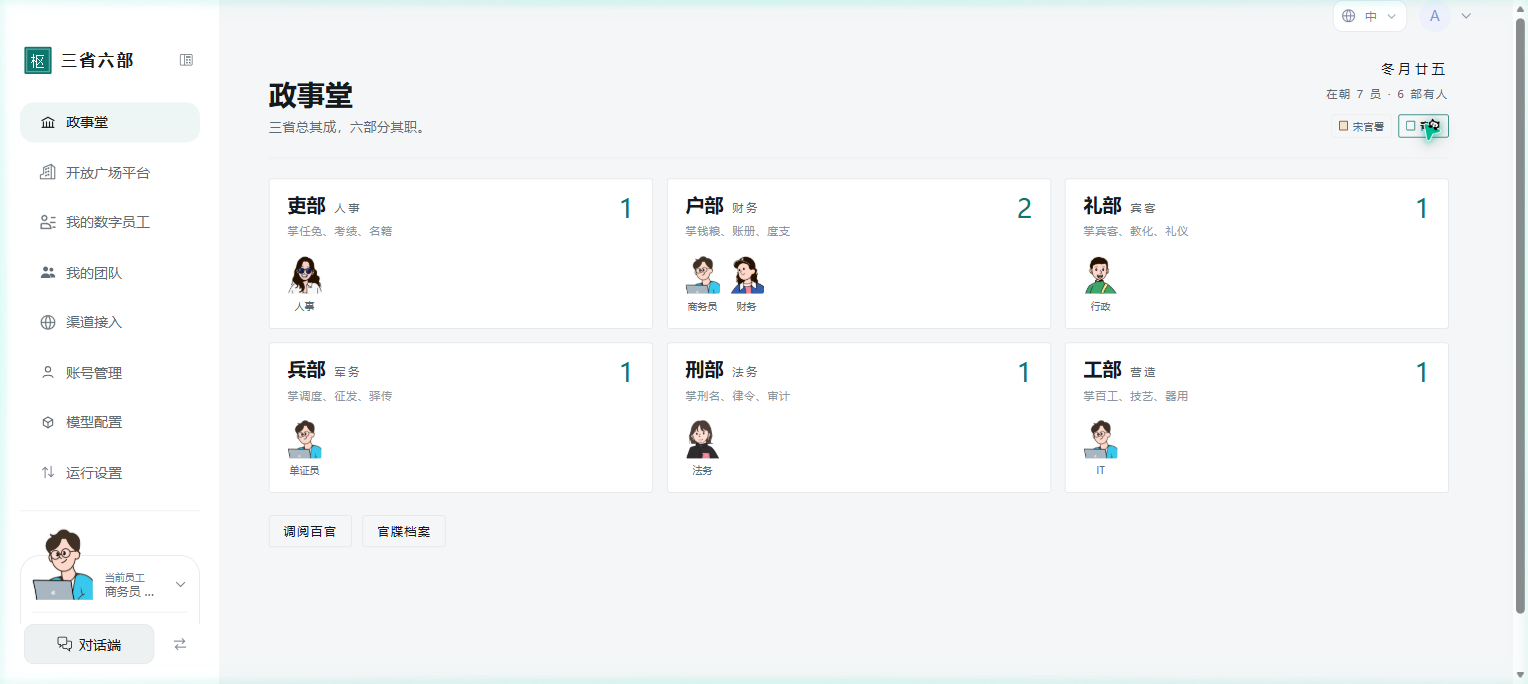 中
A
枢 三省六部
政事堂
开放广场平台
我的数字员工
我的团队
渠道接入
账号管理
模型配置
运行设置
当前员工
商务员 ...
对话端
政事堂
三省总其成，六部分其职。
冬月廿五
在朝 7 员 · 6 部有人
宋官署
吏部 人事 1
掌任免、考绩、名籍
人事
户部 财务 2
掌钱粮、账册、度支
商务员 财务
礼部 宾客 1
掌宾客、教化、礼仪
行政
兵部 军务 1
掌调度、征发、驿传
单证员
刑部 法务 1
掌刑名、律令、审计
法务
工部 营造 1
掌百工、技艺、器用
IT
调阅百官 官牒档案